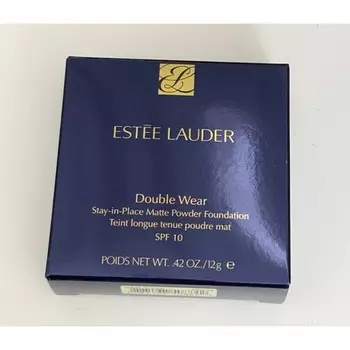 ESTĒE LAUDER
Double Wear
Stay-in-Place Matte Powder Foundation
Teint longue tenue poudre mat
SPF 10
POIDS NET WT. .42 OZ./12g ℮